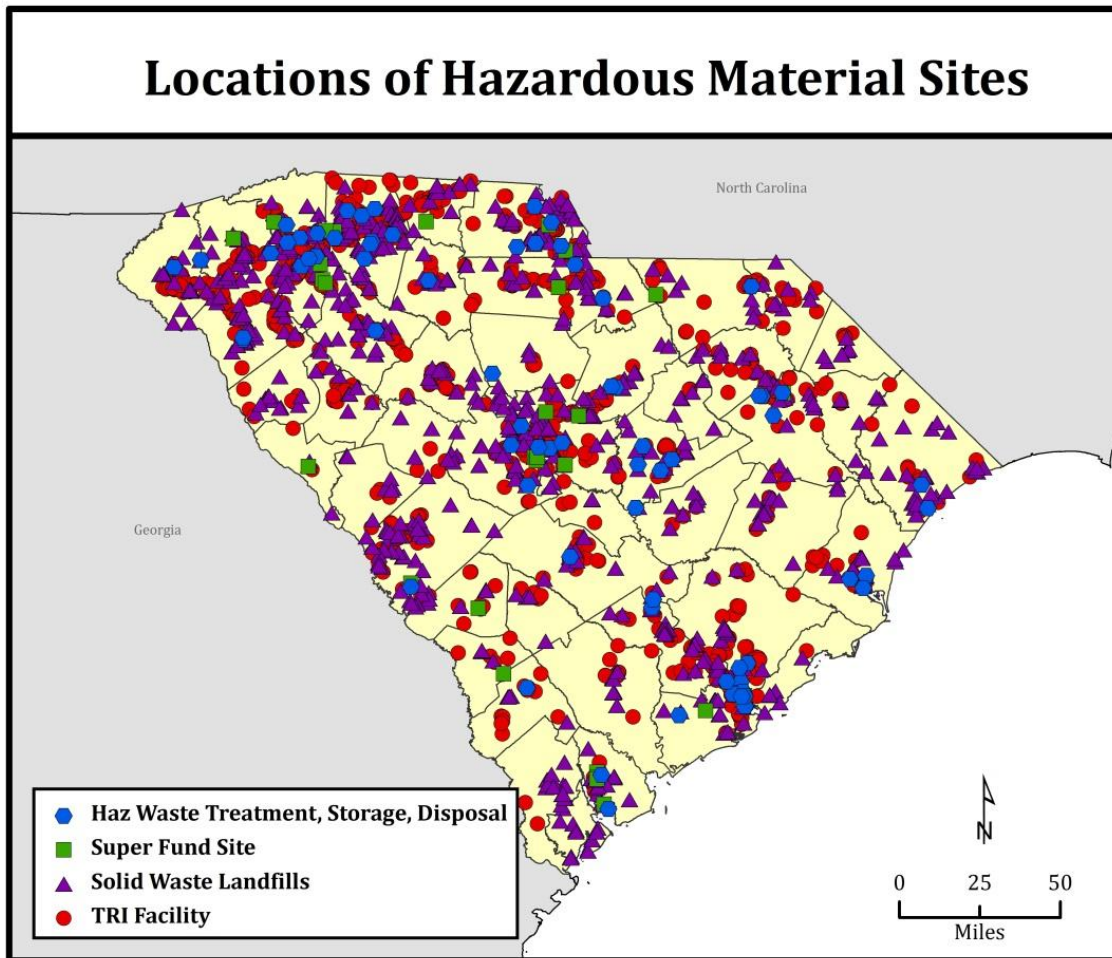 Locations of Hazardous Material Sites
North Carolina
Georgia
Haz Waste Treatment, Storage, Disposal
Super Fund Site
Solid Waste Landfills
TRI Facility
N
0 25 50
Miles